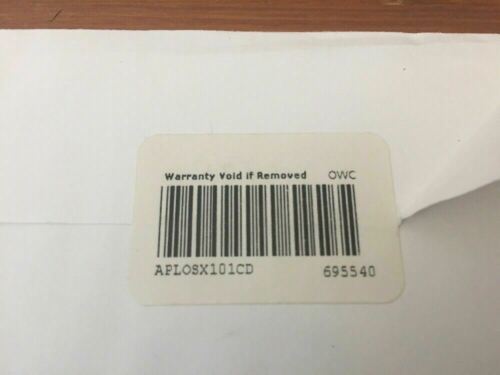 Warranty Void if Removed OWC
APLOSX101CD 695540